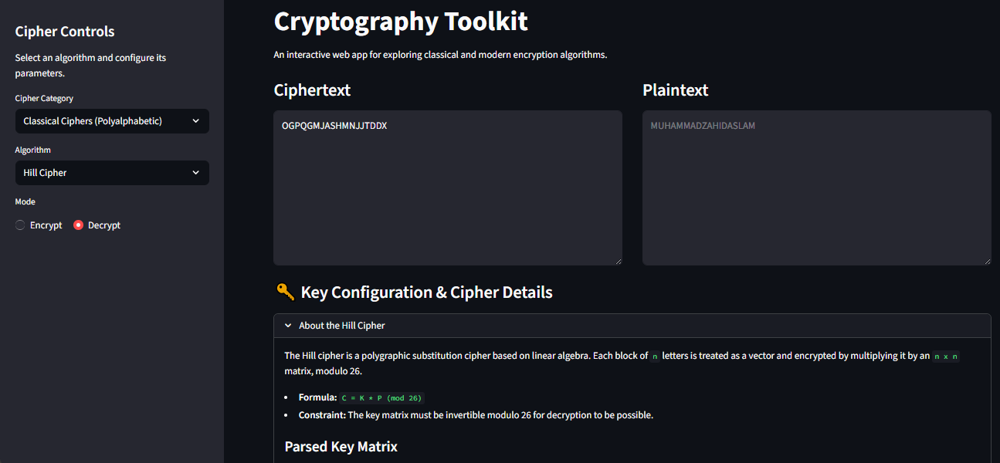 Cipher Controls
Select an algorithm and configure its
parameters.
Cipher Category
Classical Ciphers (Polyalphabetic)
Algorithm
Hill Cipher
Mode
Encrypt
Decrypt
Cryptography Toolkit
An interactive web app for exploring classical and modern encryption algorithms.
Ciphertext
OGPQGMJASHMNJJTDDX
Plaintext
MUHAMMADZAHIDASLAM
Key Configuration & Cipher Details
About the Hill Cipher
The Hill cipher is a polygraphic substitution cipher based on linear algebra. Each block of n letters is treated as a vector and encrypted by multiplying it by an n x n
matrix, modulo 26.
• Formula: C = K * P (mod 26)
• Constraint: The key matrix must be invertible modulo 26 for decryption to be possible.
Parsed Key Matrix